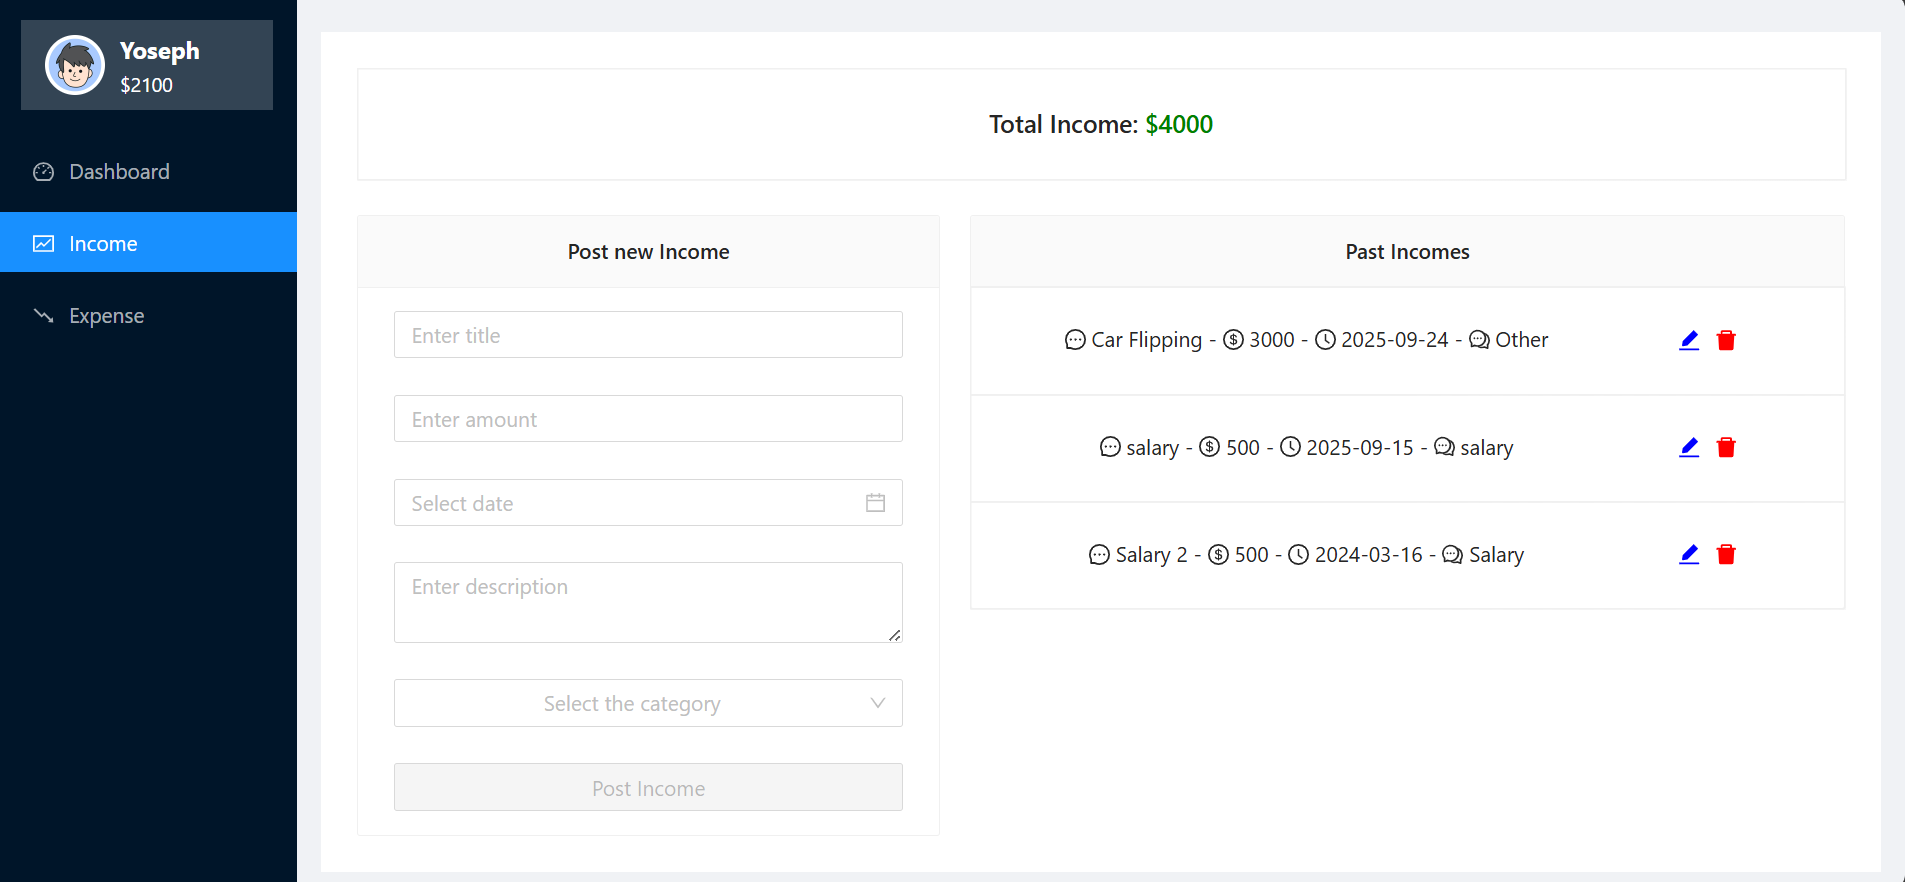 Yoseph
$2100
Dashboard
Income
Expense
Total Income: $4000
Post new Income
Enter title
Enter amount
Select date
Enter description
Select the category
Post Income
Past Incomes
Car Flipping - 3000 - 2025-09-24 - Other
salary - 500 - 2025-09-15 - salary
Salary 2 - 500 - 2024-03-16 - Salary